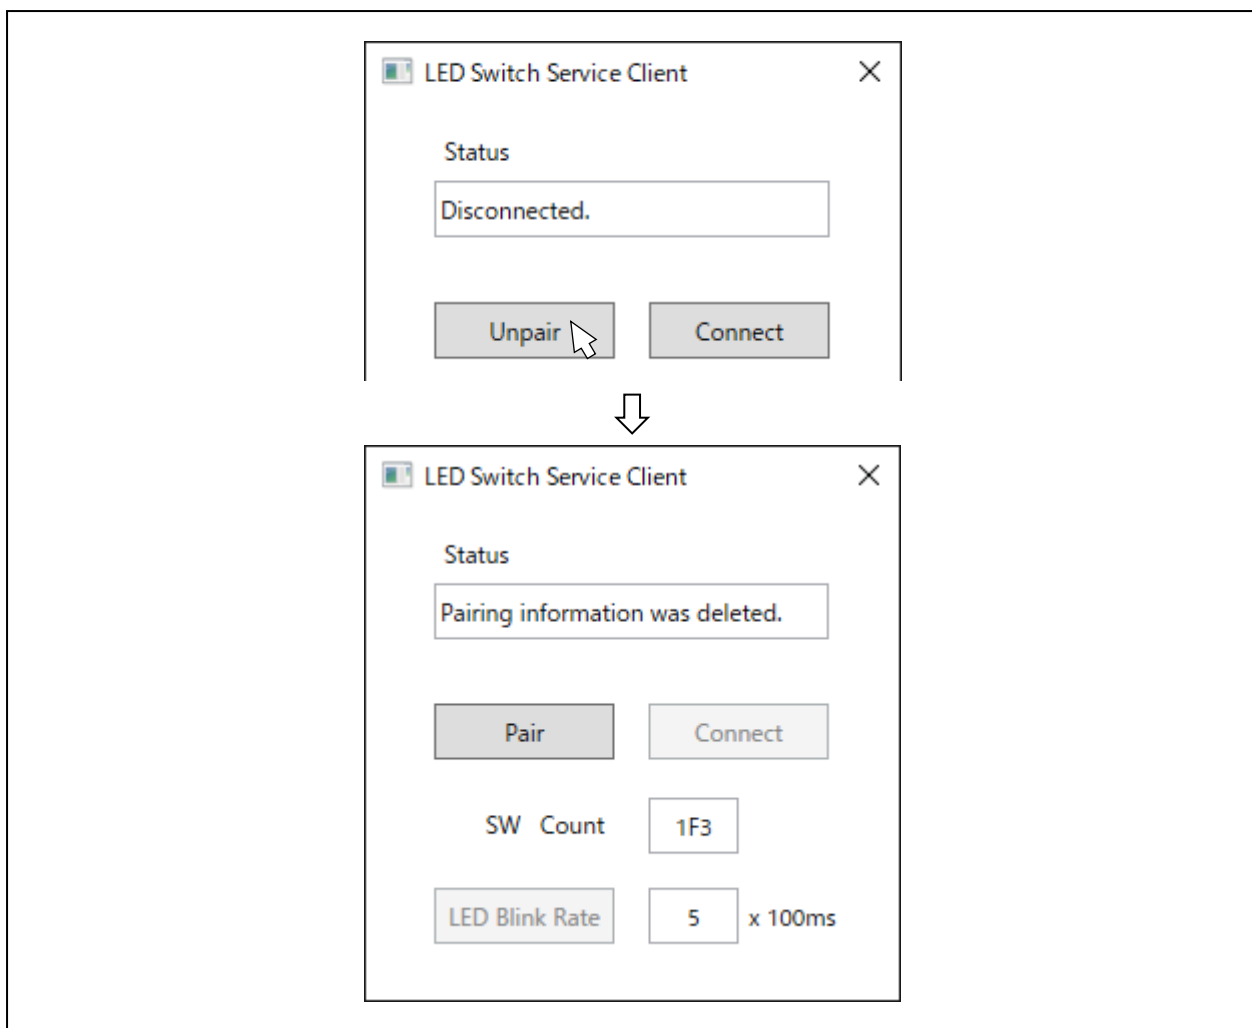 LED Switch Service Client
Status
Disconnected.
Unpair Connect
LED Switch Service Client
Status
Pairing information was deleted.
Pair Connect
SW Count 1F3
LED Blink Rate 5 x 100ms